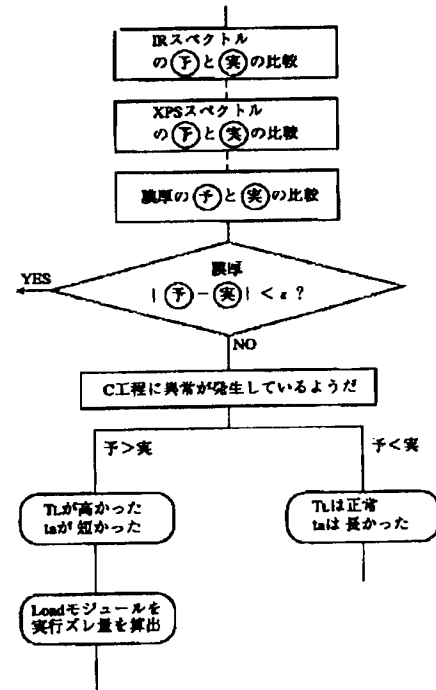 IRスペクトル
の予と実の比較
XPSスペクトル
の予と実の比較
膜厚の予と実の比較
膜厚
|予-実|<ε?
YES
NO
C工程に異常が発生しているようだ
予>実
予<実
TLが高かった
taが短かった
TLは正常
taは長かった
Loadモジュールを
実行ズレ量を算出